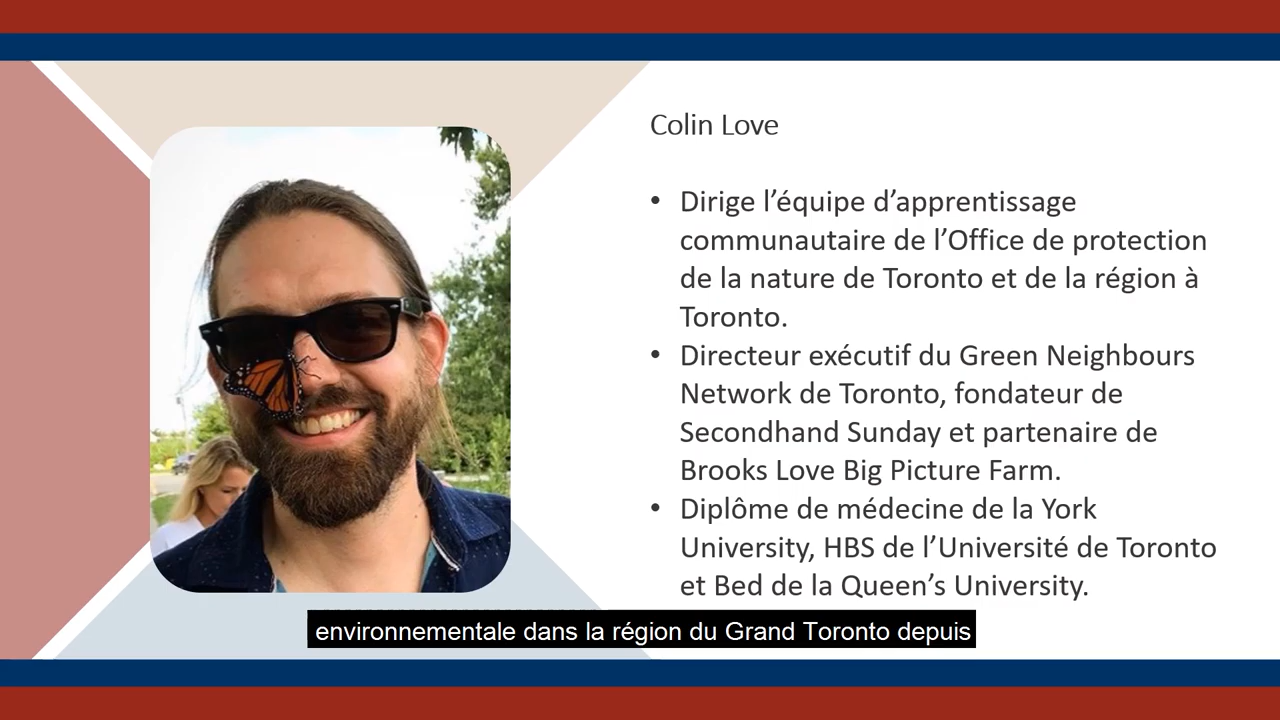 Colin Love
• Dirige l’équipe d’apprentissage
communautaire de l’Office de protection
de la nature de Toronto et de la région à
Toronto.
• Directeur exécutif du Green Neighbours
Network de Toronto, fondateur de
Secondhand Sunday et partenaire de
Brooks Love Big Picture Farm.
• Diplôme de médecine de la York
University, HBS de l’Université de Toronto
et Bed de la Queen’s University.
environnementale dans la région du Grand Toronto depuis